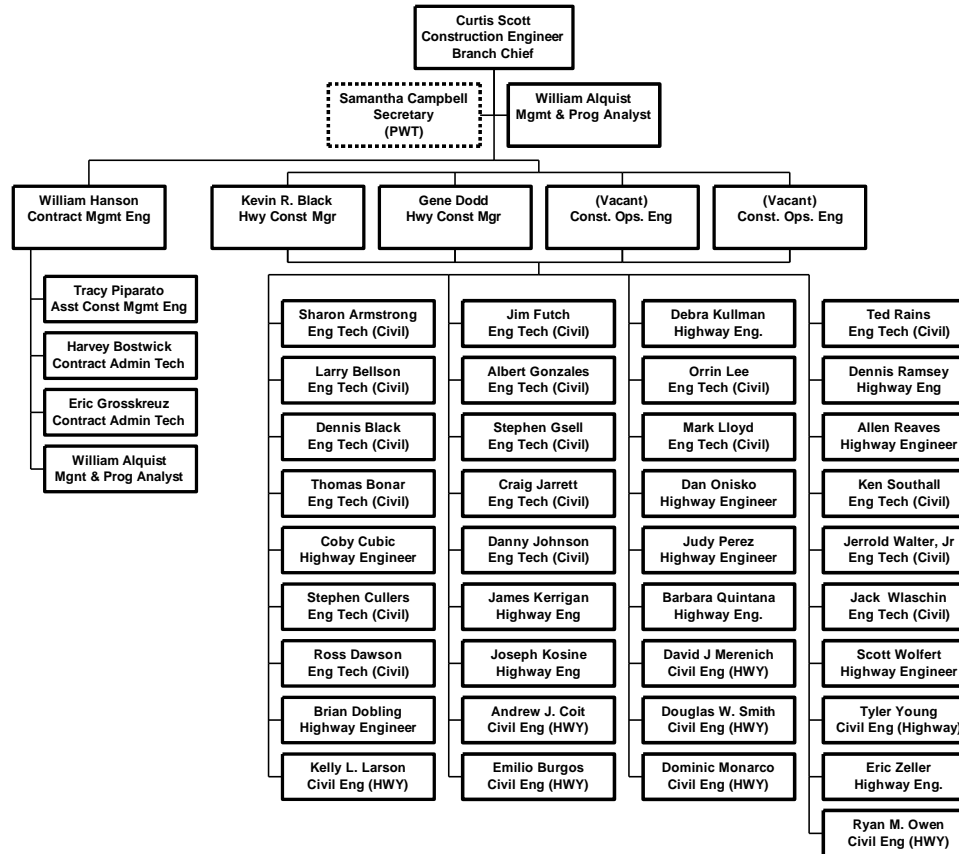 Curtis Scott
Construction Engineer
Branch Chief
Samantha Campbell
Secretary
(PWT)
William Alquist
Mgmt & Prog Analyst
William Hanson
Contract Mgmt Eng
Kevin R. Black
Hwy Const Mgr
Gene Dodd
Hwy Const Mgr
(Vacant)
Const. Ops. Eng
(Vacant)
Const. Ops. Eng
Tracy Piparato
Asst Const Mgmt Eng
Harvey Bostwick
Contract Admin Tech
Eric Grosskreuz
Contract Admin Tech
William Alquist
Mgnt & Prog Analyst
Sharon Armstrong
Eng Tech (Civil)
Larry Bellson
Eng Tech (Civil)
Dennis Black
Eng Tech (Civil)
Thomas Bonar
Eng Tech (Civil)
Coby Cubic
Highway Engineer
Stephen Cullers
Eng Tech (Civil)
Ross Dawson
Eng Tech (Civil)
Brian Dobling
Highway Engineer
Kelly L. Larson
Civil Eng (HWY)
Jim Futch
Eng Tech (Civil)
Albert Gonzales
Eng Tech (Civil)
Stephen Gsell
Eng Tech (Civil)
Craig Jarrett
Eng Tech (Civil)
Danny Johnson
Eng Tech (Civil)
James Kerrigan
Highway Eng
Joseph Kosine
Highway Eng
Andrew J. Coit
Civil Eng (HWY)
Emilio Burgos
Civil Eng (HWY)
Debra Kullman
Highway Eng.
Orrin Lee
Eng Tech (Civil)
Mark Lloyd
Eng Tech (Civil)
Dan Onisko
Highway Engineer
Judy Perez
Highway Engineer
Barbara Quintana
Highway Eng.
David J Merenich
Civil Eng (HWY)
Douglas W. Smith
Civil Eng (HWY)
Dominic Monarco
Civil Eng (HWY)
Ted Rains
Eng Tech (Civil)
Dennis Ramsey
Highway Eng
Allen Reaves
Highway Engineer
Ken Southall
Eng Tech (Civil)
Jerrold Walter, Jr
Eng Tech (Civil)
Jack Wlaschin
Eng Tech (Civil)
Scott Wolfert
Highway Engineer
Tyler Young
Civil Eng (Highway)
Eric Zeller
Highway Eng.
Ryan M. Owen
Civil Eng (HWY)